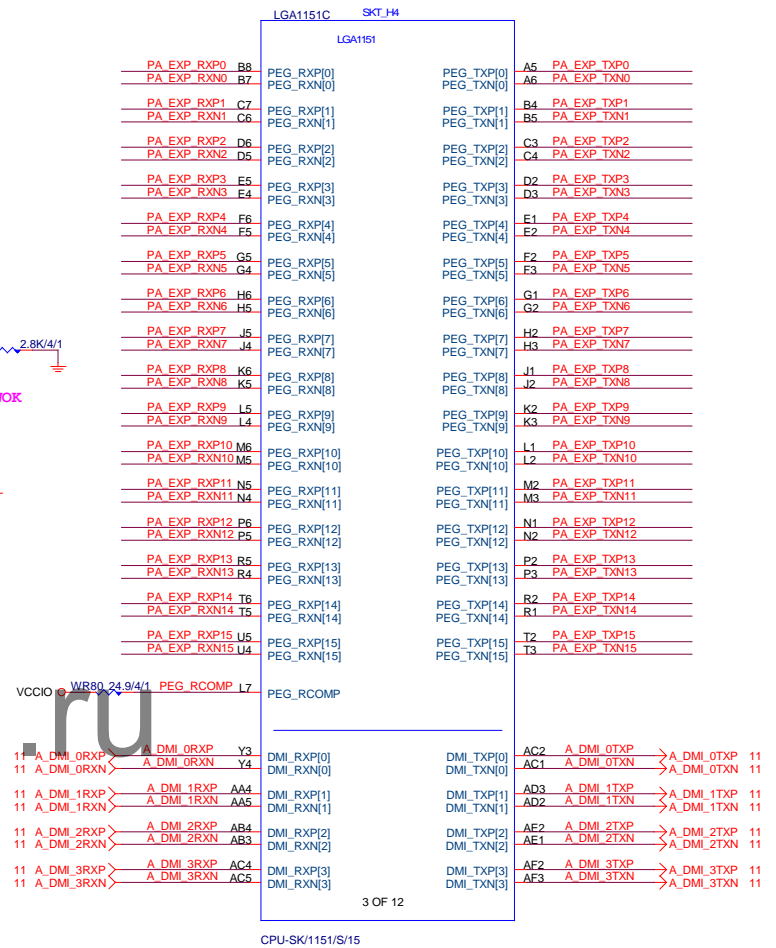 LGA1151C SKT_H4
LGA1151
PA_EXP_RXP0 B8 PEG_RXP[0] PEG_TXP[0] A5 PA_EXP_TXP0
PA_EXP_RXN0 B7 PEG_RXN[0] PEG_TXN[0] A6 PA_EXP_TXN0
PA_EXP_RXP1 C7 PEG_RXP[1] PEG_TXP[1] B4 PA_EXP_TXP1
PA_EXP_RXN1 C6 PEG_RXN[1] PEG_TXN[1] B5 PA_EXP_TXN1
PA_EXP_RXP2 D6 PEG_RXP[2] PEG_TXP[2] C3 PA_EXP_TXP2
PA_EXP_RXN2 D5 PEG_RXN[2] PEG_TXN[2] C4 PA_EXP_TXN2
PA_EXP_RXP3 E5 PEG_RXP[3] PEG_TXP[3] D2 PA_EXP_TXP3
PA_EXP_RXN3 E4 PEG_RXN[3] PEG_TXN[3] D3 PA_EXP_TXN3
PA_EXP_RXP4 F6 PEG_RXP[4] PEG_TXP[4] E1 PA_EXP_TXP4
PA_EXP_RXN4 F5 PEG_RXN[4] PEG_TXN[4] E2 PA_EXP_TXN4
PA_EXP_RXP5 G5 PEG_RXP[5] PEG_TXP[5] F2 PA_EXP_TXP5
PA_EXP_RXN5 G4 PEG_RXN[5] PEG_TXN[5] F3 PA_EXP_TXN5
PA_EXP_RXP6 H6 PEG_RXP[6] PEG_TXP[6] G1 PA_EXP_TXP6
PA_EXP_RXN6 H5 PEG_RXN[6] PEG_TXN[6] G2 PA_EXP_TXN6
PA_EXP_RXP7 J5 PEG_RXP[7] PEG_TXP[7] H2 PA_EXP_TXP7
2.8K/4/1 PA_EXP_RXN7 J4 PEG_RXN[7] PEG_TXN[7] H3 PA_EXP_TXN7
PA_EXP_RXP8 K6 PEG_RXP[8] PEG_TXP[8] J1 PA_EXP_TXP8
PA_EXP_RXN8 K5 PEG_RXN[8] PEG_TXN[8] J2 PA_EXP_TXN8
PA_EXP_RXP9 L5 PEG_RXP[9] PEG_TXP[9] K2 PA_EXP_TXP9
PA_EXP_RXN9 L4 PEG_RXN[9] PEG_TXN[9] K3 PA_EXP_TXN9
PA_EXP_RXP10 M6 PEG_RXP[10] PEG_TXP[10] L1 PA_EXP_TXP10
PA_EXP_RXN10 M5 PEG_RXN[10] PEG_TXN[10] L2 PA_EXP_TXN10
PA_EXP_RXP11 N5 PEG_RXP[11] PEG_TXP[11] M2 PA_EXP_TXP11
PA_EXP_RXN11 N4 PEG_RXN[11] PEG_TXN[11] M3 PA_EXP_TXN11
PA_EXP_RXP12 P6 PEG_RXP[12] PEG_TXP[12] N1 PA_EXP_TXP12
PA_EXP_RXN12 P5 PEG_RXN[12] PEG_TXN[12] N2 PA_EXP_TXN12
PA_EXP_RXP13 R5 PEG_RXP[13] PEG_TXP[13] P2 PA_EXP_TXP13
PA_EXP_RXN13 R4 PEG_RXN[13] PEG_TXN[13] P3 PA_EXP_TXN13
PA_EXP_RXP14 T6 PEG_RXP[14] PEG_TXP[14] R2 PA_EXP_TXP14
PA_EXP_RXN14 T5 PEG_RXN[14] PEG_TXN[14] R1 PA_EXP_TXN14
PA_EXP_RXP15 U5 PEG_RXP[15] PEG_TXP[15] T2 PA_EXP_TXP15
PA_EXP_RXN15 U4 PEG_RXN[15] PEG_TXN[15] T3 PA_EXP_TXN15
VCCIO WR80 24.9/4/1 PEG_RCOMP L7 PEG_RCOMP
.ru
11 A_DMI_0RXP A_DMI_0RXP Y3 DMI_RXP[0] DMI_TXP[0] AC2 A_DMI_0TXP A_DMI_0TXP 11
11 A_DMI_0RXN A_DMI_0RXN Y4 DMI_RXN[0] DMI_TXN[0] AC1 A_DMI_0TXN A_DMI_0TXN 11
11 A_DMI_1RXP A_DMI_1RXP AA4 DMI_RXP[1] DMI_TXP[1] AD3 A_DMI_1TXP A_DMI_1TXP 11
11 A_DMI_1RXN A_DMI_1RXN AA5 DMI_RXN[1] DMI_TXN[1] AD2 A_DMI_1TXN A_DMI_1TXN 11
11 A_DMI_2RXP A_DMI_2RXP AB4 DMI_RXP[2] DMI_TXP[2] AE2 A_DMI_2TXP A_DMI_2TXP 11
11 A_DMI_2RXN A_DMI_2RXN AB3 DMI_RXN[2] DMI_TXN[2] AE1 A_DMI_2TXN A_DMI_2TXN 11
11 A_DMI_3RXP A_DMI_3RXP AC4 DMI_RXP[3] DMI_TXP[3] AF2 A_DMI_3TXP A_DMI_3TXP 11
11 A_DMI_3RXN A_DMI_3RXN AC5 DMI_RXN[3] DMI_TXN[3] AF3 A_DMI_3TXN A_DMI_3TXN 11
3 OF 12
CPU-SK/1151/S/15